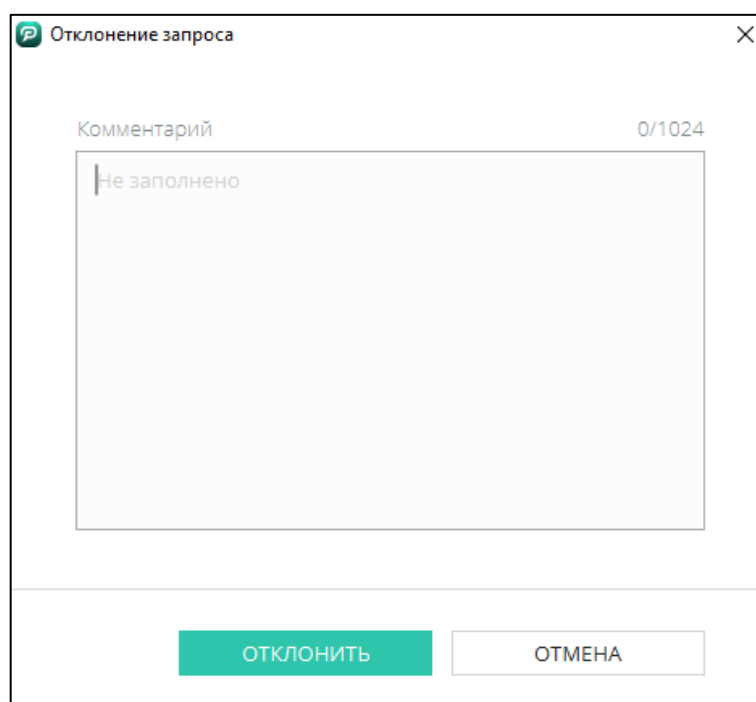 Отклонение запроса
Комментарий 0/1024
Не заполнено
ОТКЛОНИТЬ ОТМЕНА